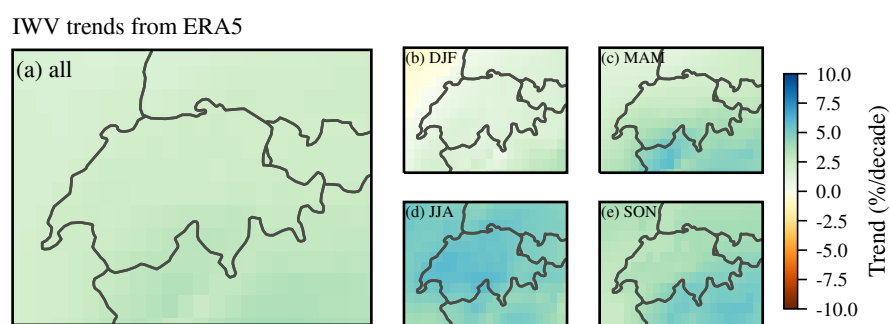 IWV trends from ERA5
(a) all
(b) DJF
(c) MAM
(d) JJA
(e) SON
10.0
7.5
5.0
2.5
0.0
-2.5
-5.0
-7.5
-10.0
Trend (%/decade)